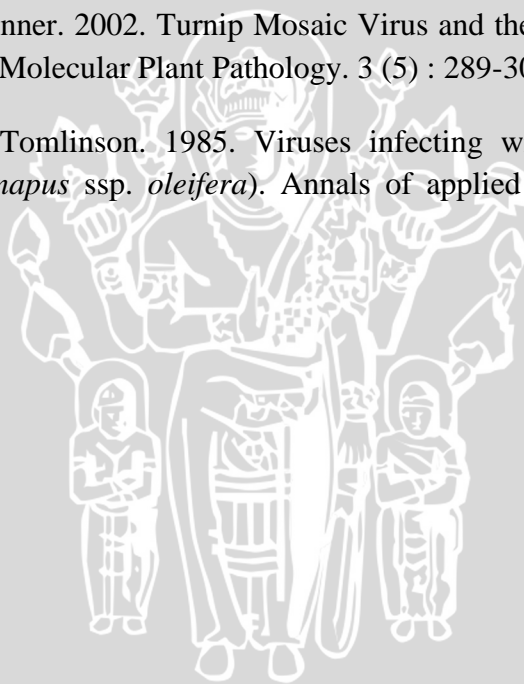 nner. 2002. Turnip Mosaic Virus and the
Molecular Plant Pathology. 3 (5) : 289-30
Tomlinson. 1985. Viruses infecting w
napus ssp. oleifera). Annals of applied